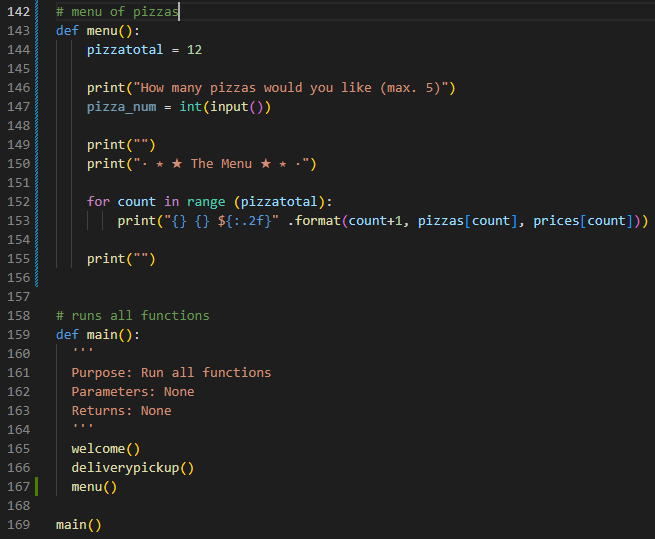 142 # menu of pizzas
143 def menu():
144     pizzatotal = 12
145
146     print("How many pizzas would you like (max. 5)")
147     pizza_num = int(input())
148
149     print("")
150     print("· ⋆ ★ The Menu ★ ⋆ ·")
151
152     for count in range (pizzatotal):
153         print("{} {} ${:.2f}" .format(count+1, pizzas[count], prices[count]))
154
155     print("")
156
157
158 # runs all functions
159 def main():
160   '''
161   Purpose: Run all functions
162   Parameters: None
163   Returns: None
164   '''
165   welcome()
166   deliverypickup()
167   menu()
168
169 main()